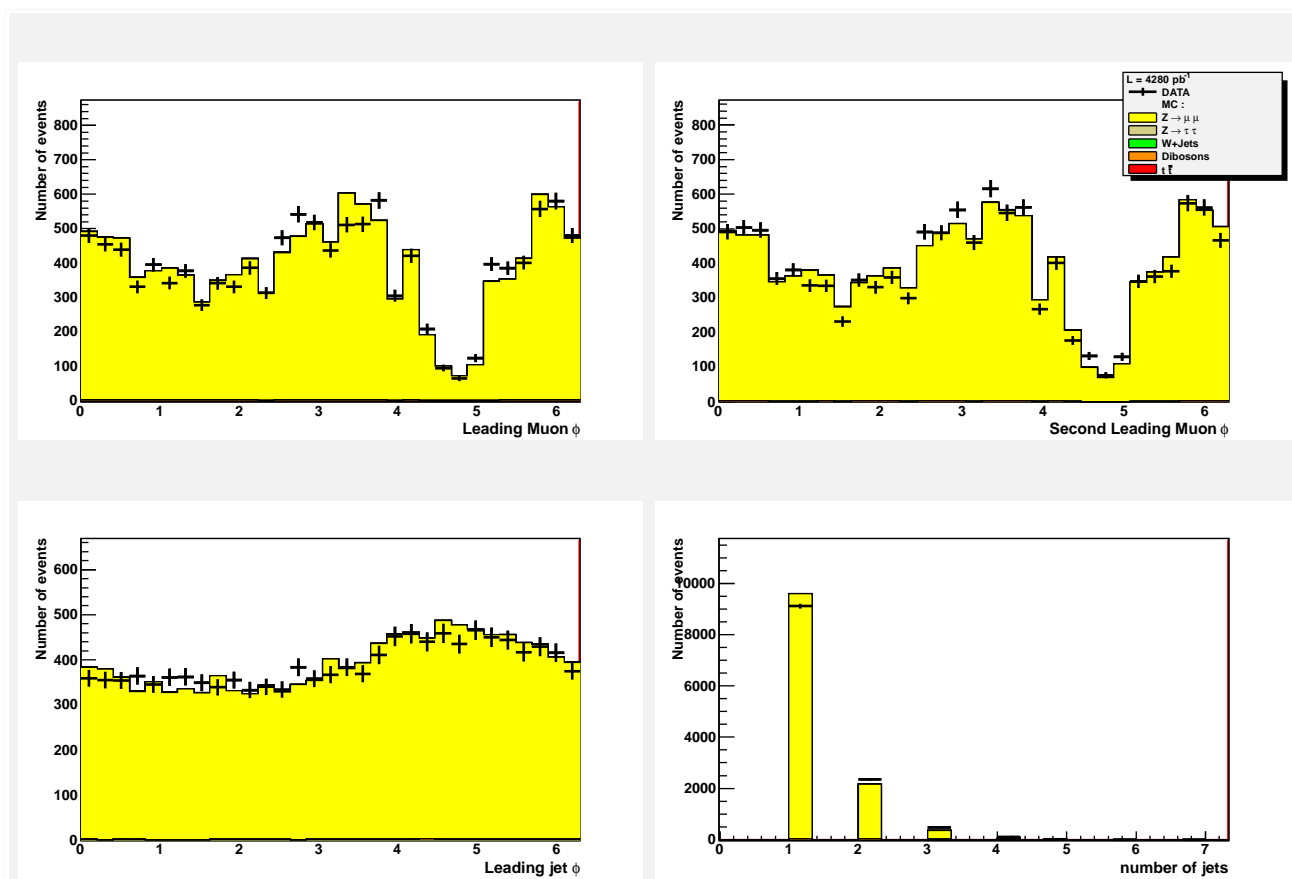 Number of events
800
700
600
500
400
300
200
100
0
0 1 2 3 4 5 6
Leading Muon ϕ
Number of events
800
700
600
500
400
300
200
100
0
0 1 2 3 4 5 6
Second Leading Muon ϕ
L = 4280 pb⁻¹
DATA
MC :
Z → μ μ
Z → τ τ
W+Jets
Dibosons
t t̄
Number of events
600
500
400
300
200
100
0
0 1 2 3 4 5 6
Leading jet ϕ
Number of events
10000
8000
6000
4000
2000
0
0 1 2 3 4 5 6 7
number of jets